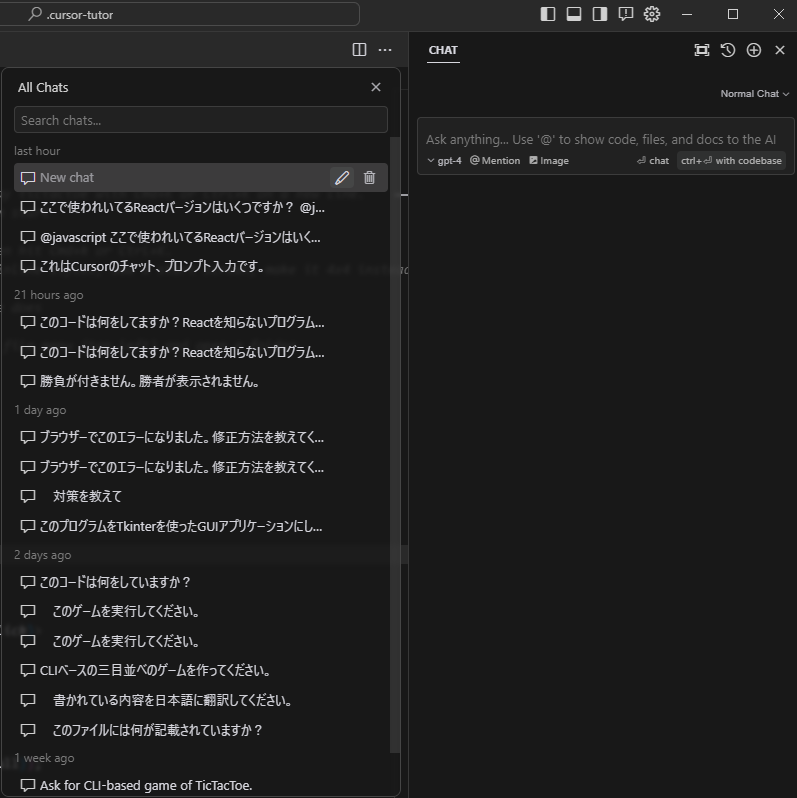 .cursor-tutor
CHAT
All Chats
Normal Chat
Search chats...
Ask anything... Use '@' to show code, files, and docs to the AI
gpt-4 @Mention Image chat ctrl+⏎ with codebase
last hour
New chat
ここで使われいてるReactバージョンはいくつですか？ @j...
@javascript ここで使われいてるReactバージョンはいく...
これはCursorのチャット、プロンプト入力です。
21 hours ago
このコードは何をしてますか？Reactを知らないプログラム...
このコードは何をしてますか？Reactを知らないプログラム...
勝負が付きません。勝者が表示されません。
1 day ago
ブラウザーでこのエラーになりました。修正方法を教えてく...
ブラウザーでこのエラーになりました。修正方法を教えてく...
対策を教えて
このプログラムをTkinterを使ったGUIアプリケーションにし...
2 days ago
このコードは何をしていますか？
このゲームを実行してください。
このゲームを実行してください。
CLIベースの三目並べのゲームを作ってください。
書かれている内容を日本語に翻訳してください。
このファイルには何が記載されていますか？
1 week ago
Ask for CLI-based game of TicTacToe.